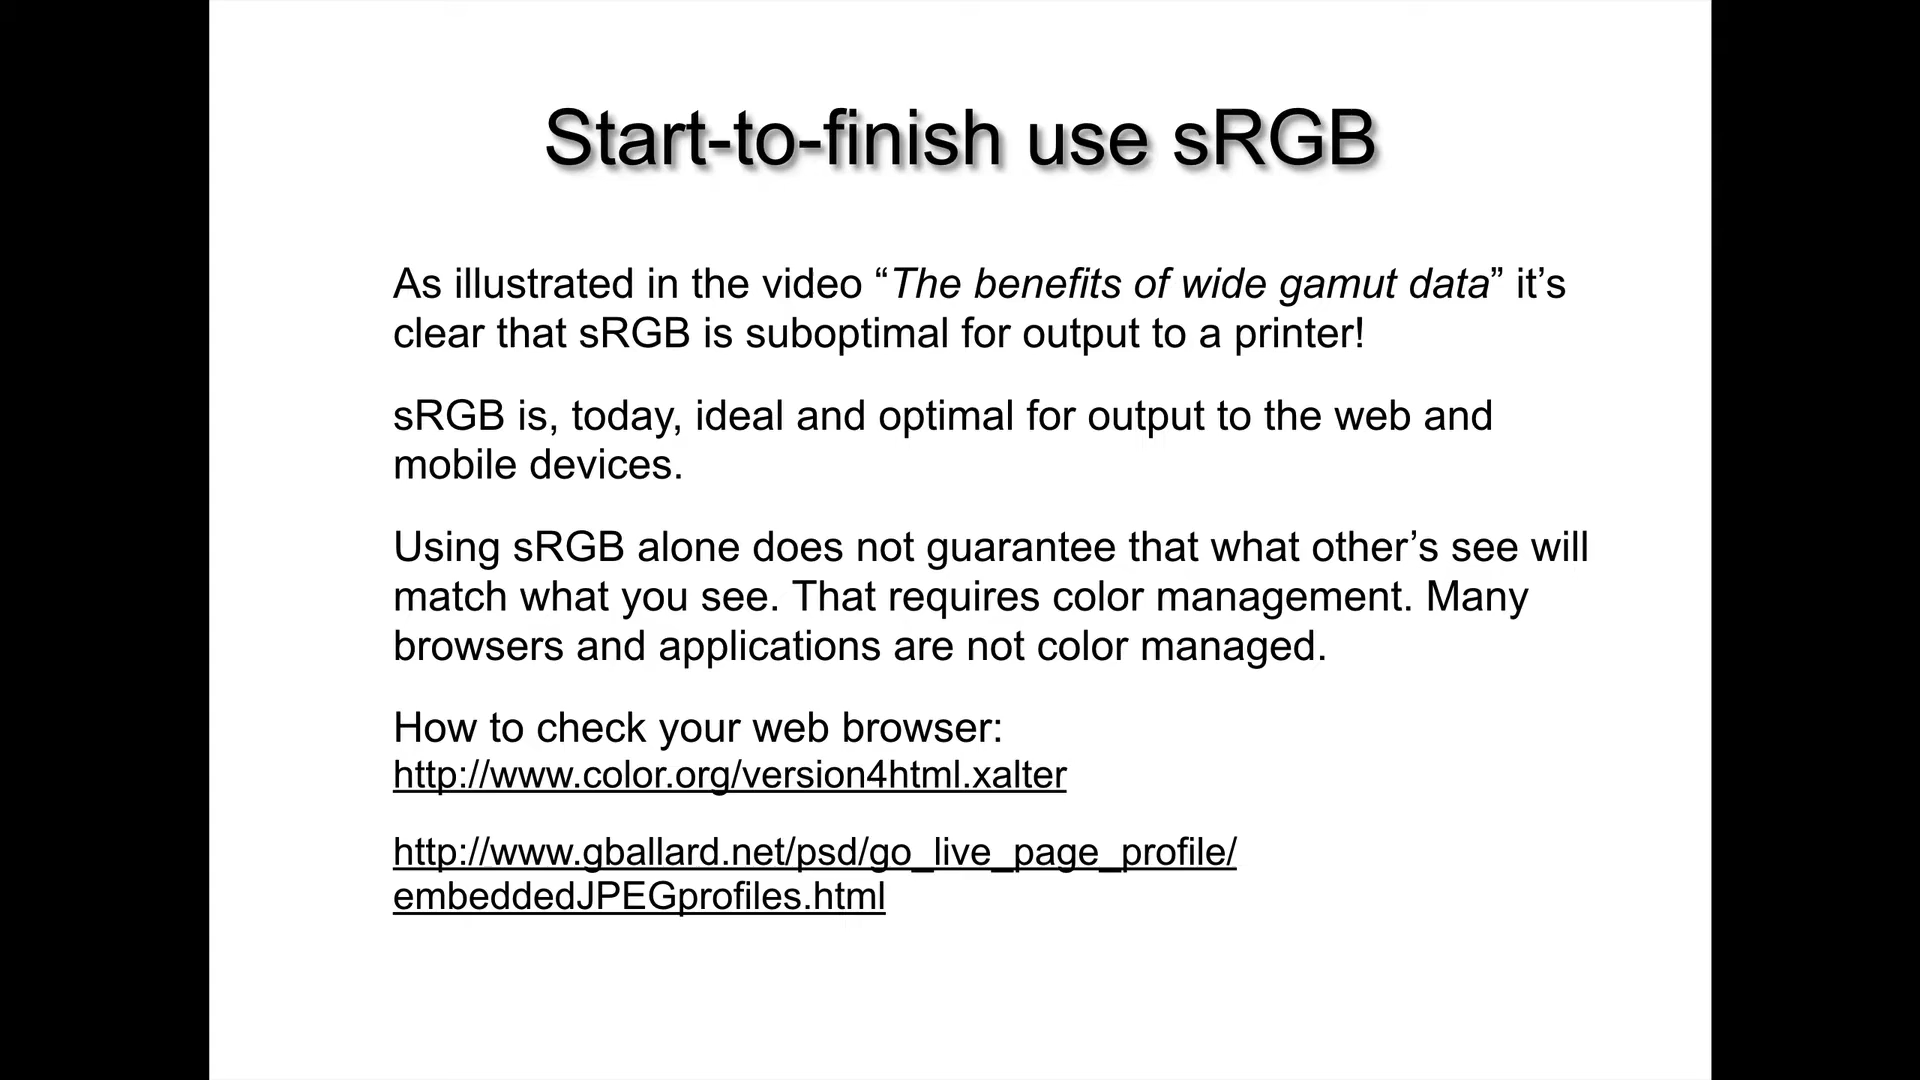 Start-to-finish use sRGB
As illustrated in the video “The benefits of wide gamut data” it’s
clear that sRGB is suboptimal for output to a printer!
sRGB is, today, ideal and optimal for output to the web and
mobile devices.
Using sRGB alone does not guarantee that what other’s see will
match what you see. That requires color management. Many
browsers and applications are not color managed.
How to check your web browser:
http://www.color.org/version4html.xalter
http://www.gballard.net/psd/go_live_page_profile/
embeddedJPEGprofiles.html